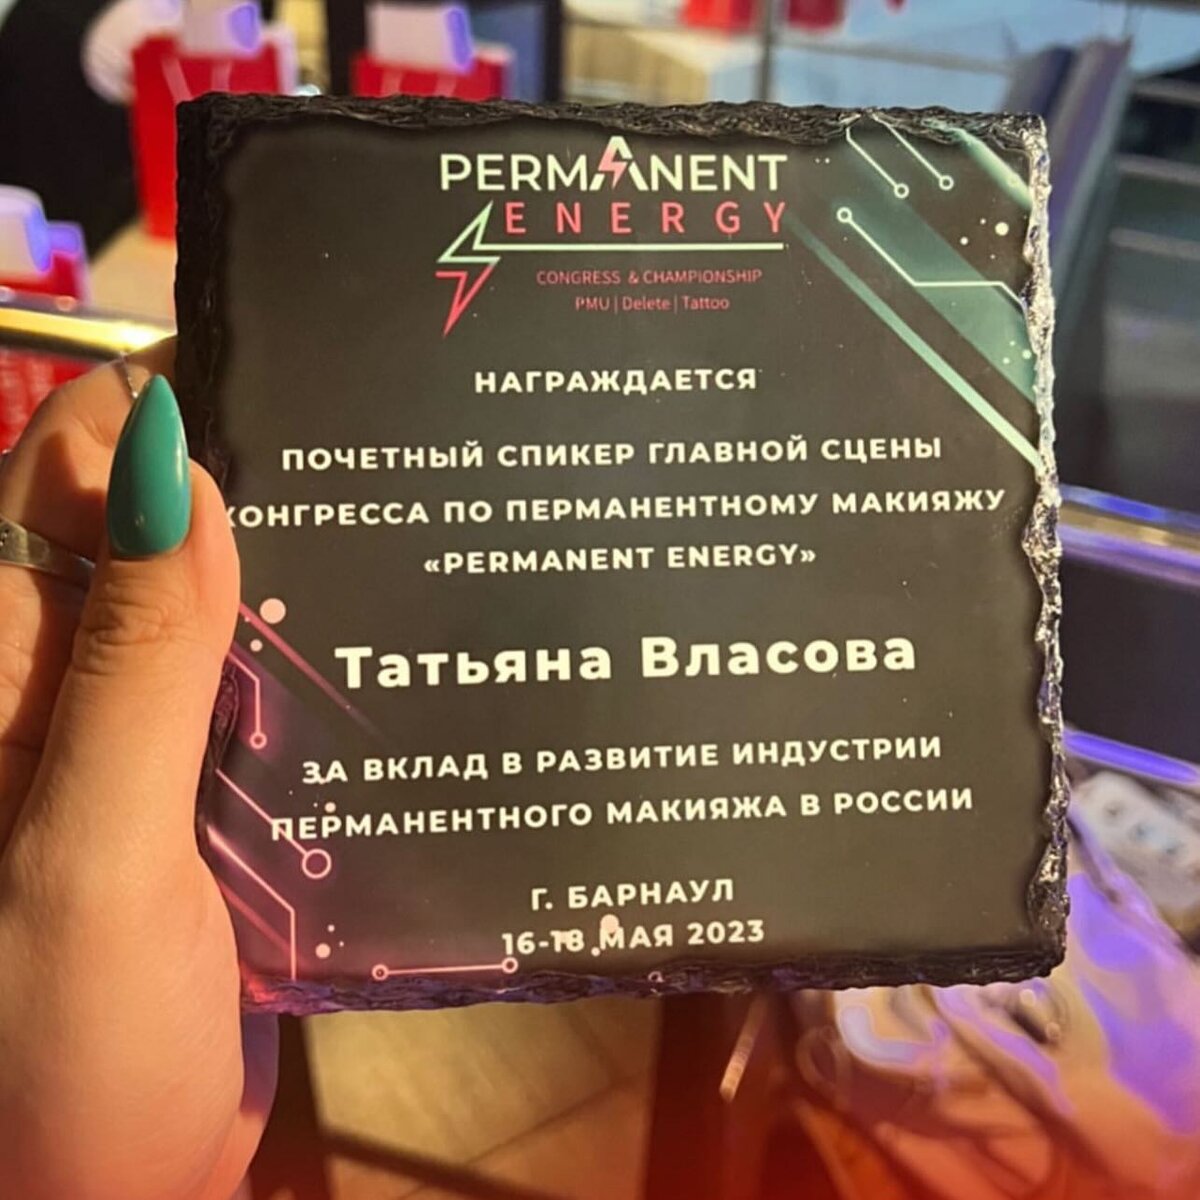 PERMANENT
ENERGY
CONGRESS & CHAMPIONSHIP
PMU | Delete | Tattoo
НАГРАЖДАЕТСЯ
ПОЧЕТНЫЙ СПИКЕР ГЛАВНОЙ СЦЕНЫ
КОНГРЕССА ПО ПЕРМАНЕНТНОМУ МАКИЯЖУ
«PERMANENT ENERGY»
Татьяна Власова
ЗА ВКЛАД В РАЗВИТИЕ ИНДУСТРИИ
ПЕРМАНЕНТНОГО МАКИЯЖА В РОССИИ
Г. БАРНАУЛ
16-18 МАЯ 2023